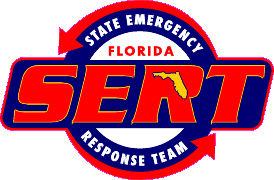 STATE EMERGENCY
FLORIDA
SERT
RESPONSE TEAM